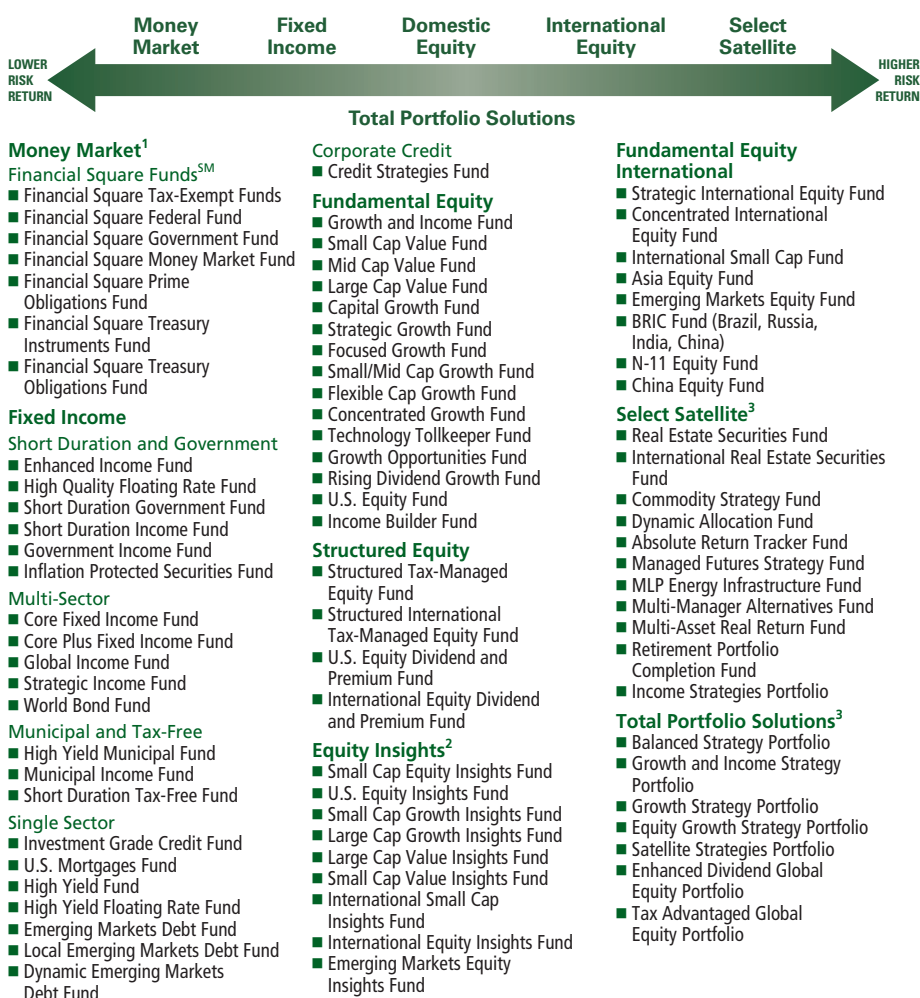 Money Market
Fixed Income
Domestic Equity
International Equity
Select Satellite
LOWER
RISK
RETURN
HIGHER
RISK
RETURN
Total Portfolio Solutions
Money Market1
Financial Square FundsSM
■ Financial Square Tax-Exempt Funds
■ Financial Square Federal Fund
■ Financial Square Government Fund
■ Financial Square Money Market Fund
■ Financial Square Prime
Obligations Fund
■ Financial Square Treasury
Instruments Fund
■ Financial Square Treasury
Obligations Fund
Fixed Income
Short Duration and Government
■ Enhanced Income Fund
■ High Quality Floating Rate Fund
■ Short Duration Government Fund
■ Short Duration Income Fund
■ Government Income Fund
■ Inflation Protected Securities Fund
Multi-Sector
■ Core Fixed Income Fund
■ Core Plus Fixed Income Fund
■ Global Income Fund
■ Strategic Income Fund
■ World Bond Fund
Municipal and Tax-Free
■ High Yield Municipal Fund
■ Municipal Income Fund
■ Short Duration Tax-Free Fund
Single Sector
■ Investment Grade Credit Fund
■ U.S. Mortgages Fund
■ High Yield Fund
■ High Yield Floating Rate Fund
■ Emerging Markets Debt Fund
■ Local Emerging Markets Debt Fund
■ Dynamic Emerging Markets
Debt Fund
Corporate Credit
■ Credit Strategies Fund
Fundamental Equity
■ Growth and Income Fund
■ Small Cap Value Fund
■ Mid Cap Value Fund
■ Large Cap Value Fund
■ Capital Growth Fund
■ Strategic Growth Fund
■ Focused Growth Fund
■ Small/Mid Cap Growth Fund
■ Flexible Cap Growth Fund
■ Concentrated Growth Fund
■ Technology Tollkeeper Fund
■ Growth Opportunities Fund
■ Rising Dividend Growth Fund
■ U.S. Equity Fund
■ Income Builder Fund
Structured Equity
■ Structured Tax-Managed
Equity Fund
■ Structured International
Tax-Managed Equity Fund
■ U.S. Equity Dividend and
Premium Fund
■ International Equity Dividend
and Premium Fund
Equity Insights2
■ Small Cap Equity Insights Fund
■ U.S. Equity Insights Fund
■ Small Cap Growth Insights Fund
■ Large Cap Growth Insights Fund
■ Large Cap Value Insights Fund
■ Small Cap Value Insights Fund
■ International Small Cap
Insights Fund
■ International Equity Insights Fund
■ Emerging Markets Equity
Insights Fund
Fundamental Equity
International
■ Strategic International Equity Fund
■ Concentrated International
Equity Fund
■ International Small Cap Fund
■ Asia Equity Fund
■ Emerging Markets Equity Fund
■ BRIC Fund (Brazil, Russia,
India, China)
■ N-11 Equity Fund
■ China Equity Fund
Select Satellite3
■ Real Estate Securities Fund
■ International Real Estate Securities
Fund
■ Commodity Strategy Fund
■ Dynamic Allocation Fund
■ Absolute Return Tracker Fund
■ Managed Futures Strategy Fund
■ MLP Energy Infrastructure Fund
■ Multi-Manager Alternatives Fund
■ Multi-Asset Real Return Fund
■ Retirement Portfolio
Completion Fund
■ Income Strategies Portfolio
Total Portfolio Solutions3
■ Balanced Strategy Portfolio
■ Growth and Income Strategy
Portfolio
■ Growth Strategy Portfolio
■ Equity Growth Strategy Portfolio
■ Satellite Strategies Portfolio
■ Enhanced Dividend Global
Equity Portfolio
■ Tax Advantaged Global
Equity Portfolio